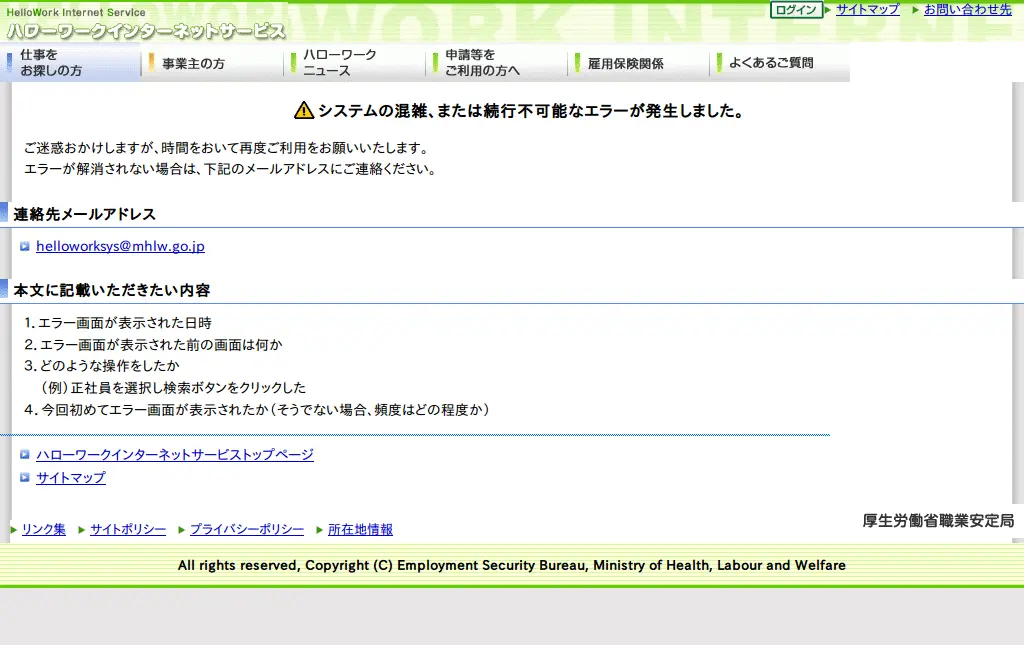 HelloWork Internet Service
ハローワークインターネットサービス
ログイン サイトマップ お問い合わせ先
仕事を
お探しの方
事業主の方
ハローワーク
ニュース
申請等を
ご利用の方へ
雇用保険関係
よくあるご質問
システムの混雑、または続行不可能なエラーが発生しました。
ご迷惑おかけしますが、時間をおいて再度ご利用をお願いいたします。
エラーが解消されない場合は、下記のメールアドレスにご連絡ください。
連絡先メールアドレス
helloworksys@mhlw.go.jp
本文に記載いただきたい内容
1．エラー画面が表示された日時
2．エラー画面が表示された前の画面は何か
3．どのような操作をしたか
（例）正社員を選択し検索ボタンをクリックした
4．今回初めてエラー画面が表示されたか（そうでない場合、頻度はどの程度か）
ハローワークインターネットサービストップページ
サイトマップ
厚生労働省職業安定局
リンク集 サイトポリシー プライバシーポリシー 所在地情報
All rights reserved, Copyright (C) Employment Security Bureau, Ministry of Health, Labour and Welfare